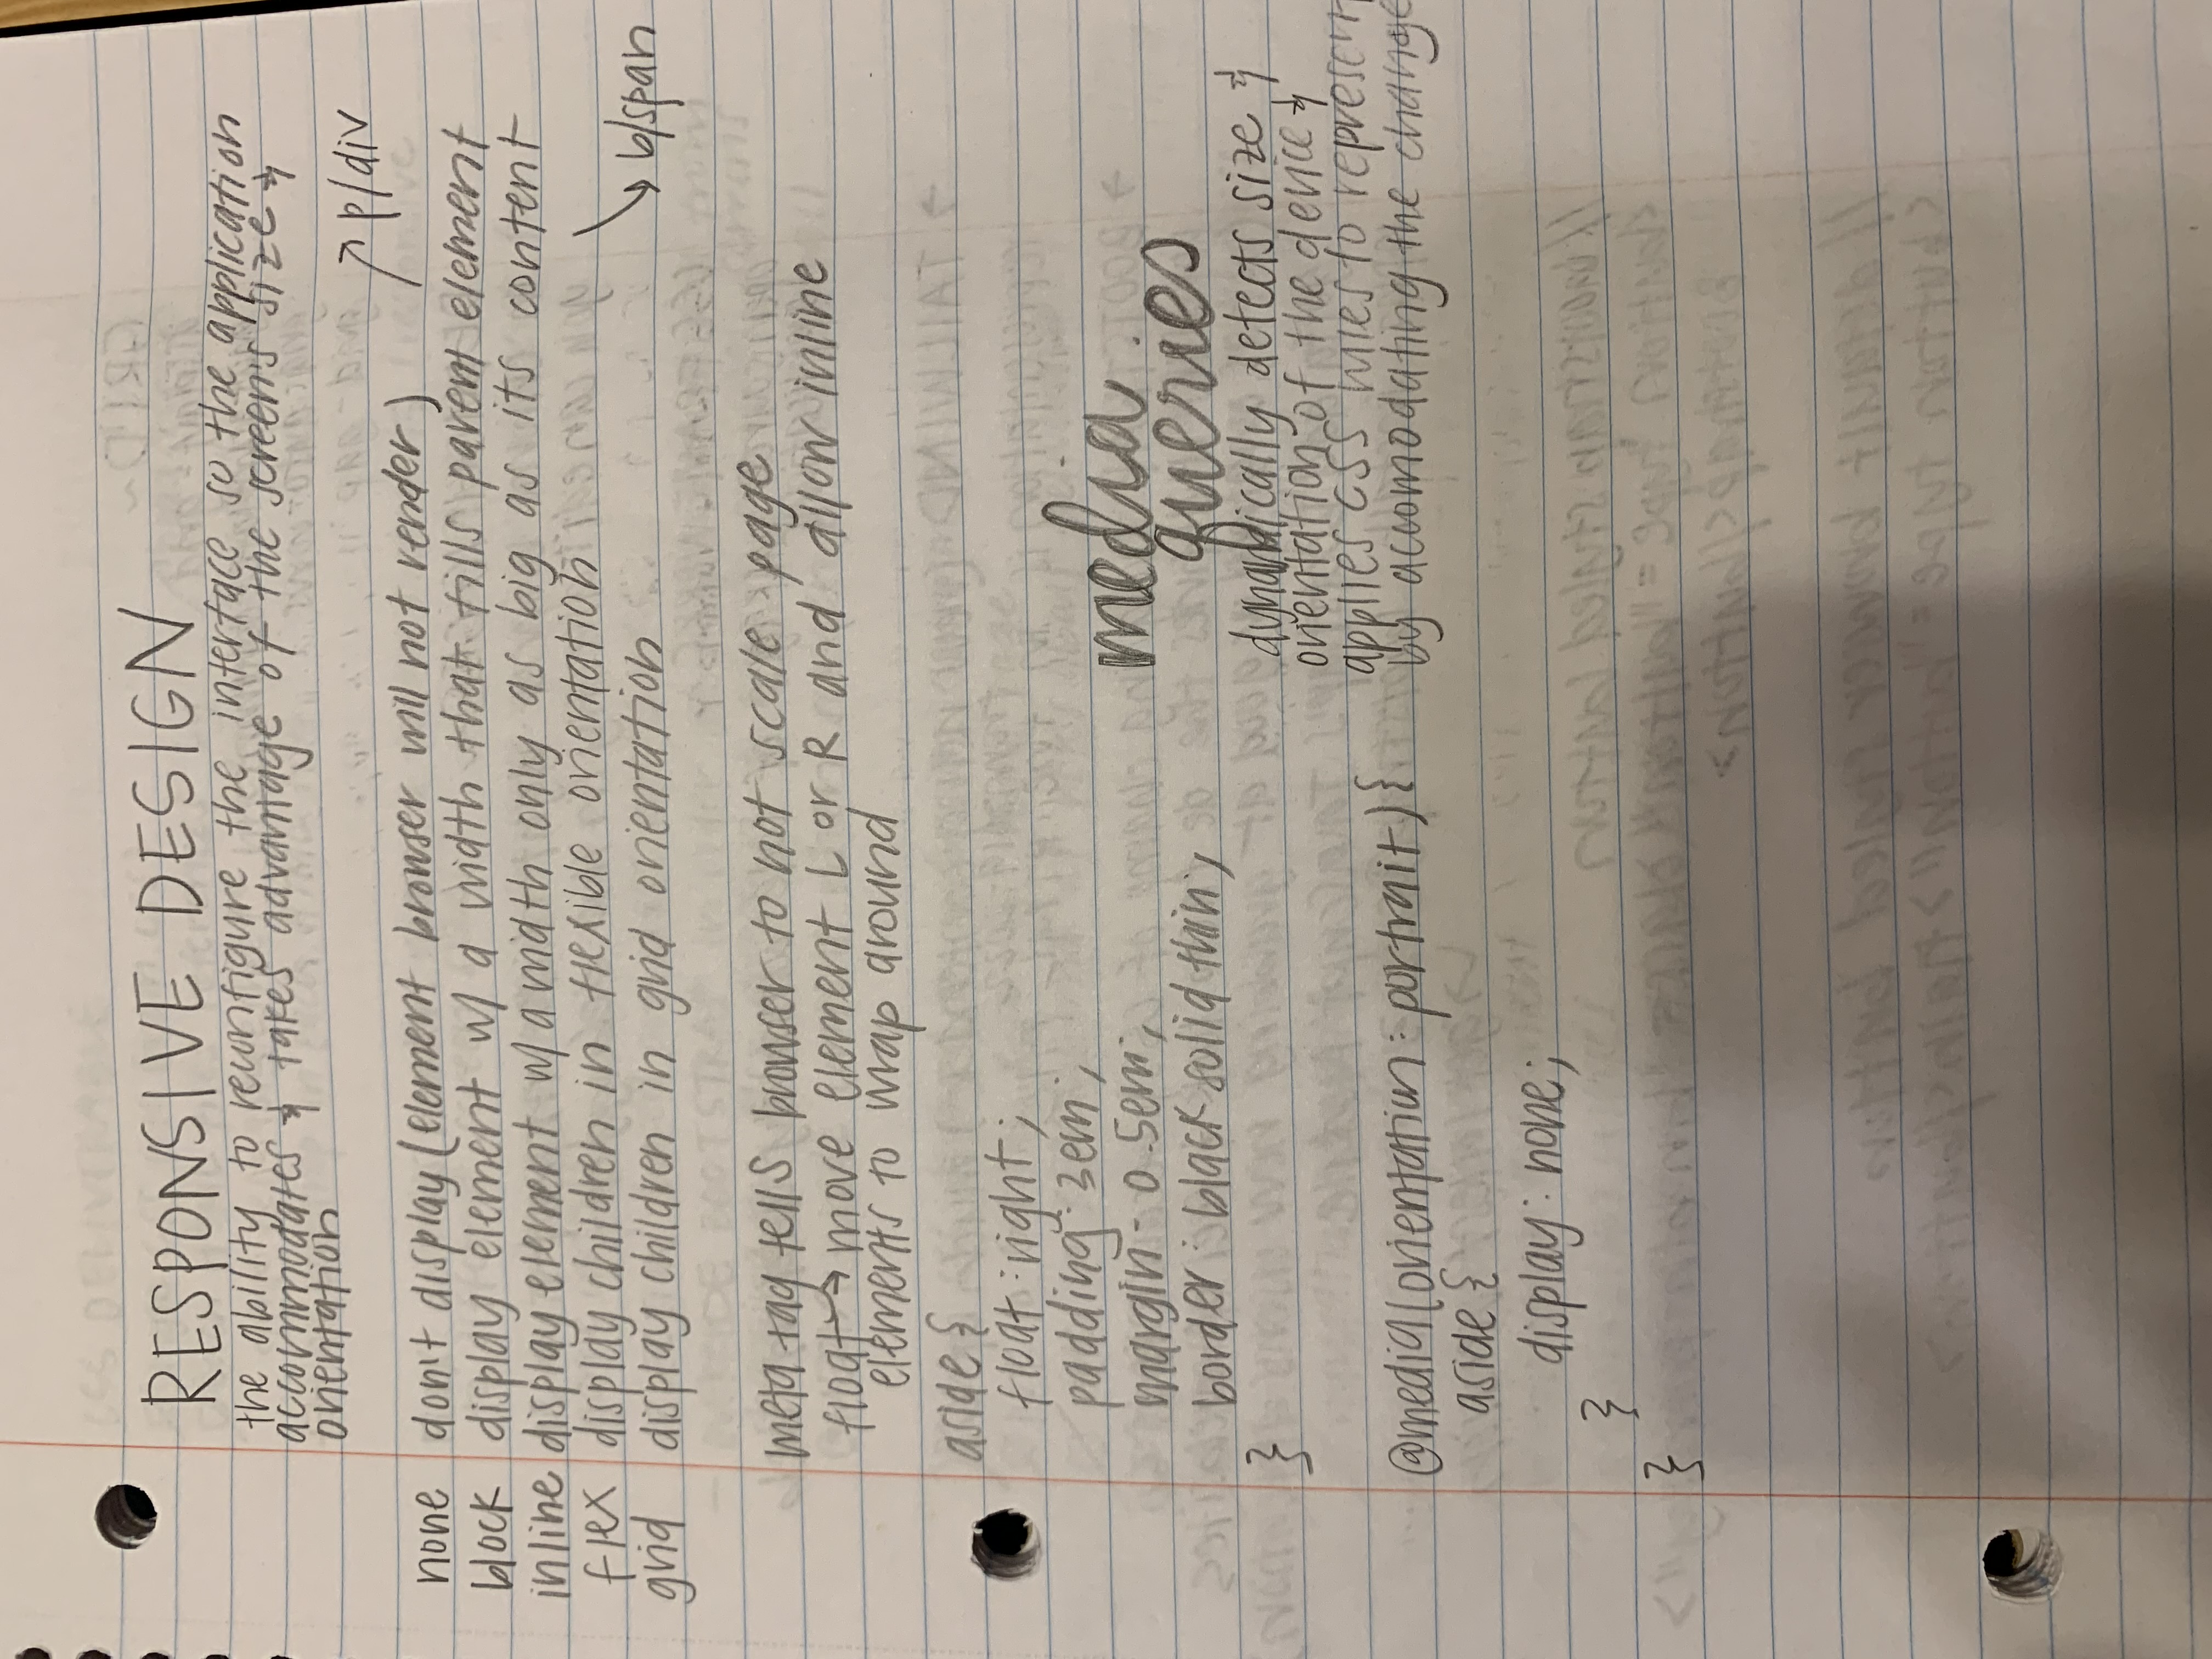 RESPONSIVE DESIGN
the ability to reconfigure the interface so the application
accommodates & takes advantage of the screen's size &
orientation
↗ p/div
none don't display (element browser will not render)
block display element w/ a width that fills parent element
inline display element w/ a width only as big as its content
flex display children in flexible orientation
grid display children in grid orientation
↘ b/span
meta tag tells browser to not scale page
float → move element L or R and allow inline
elements to wrap around
aside {
float: right;
padding: 3em;
margin- 0.5em;
border: black solid thin;
}
@media(orientation: portrait) {
aside {
display: none;
}
}
media
queries
dynamically detects size &
orientation of the device &
applies CSS rules to represent
by accomodating the change